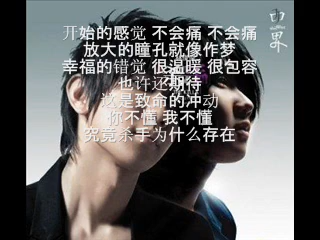 开始的感觉 不会痛 不会痛
放大的瞳孔就像作梦
幸福的错觉 很温暖 很包容
也许还期待
这是致命的冲动
你不懂 我不懂
究竟杀手为什么存在